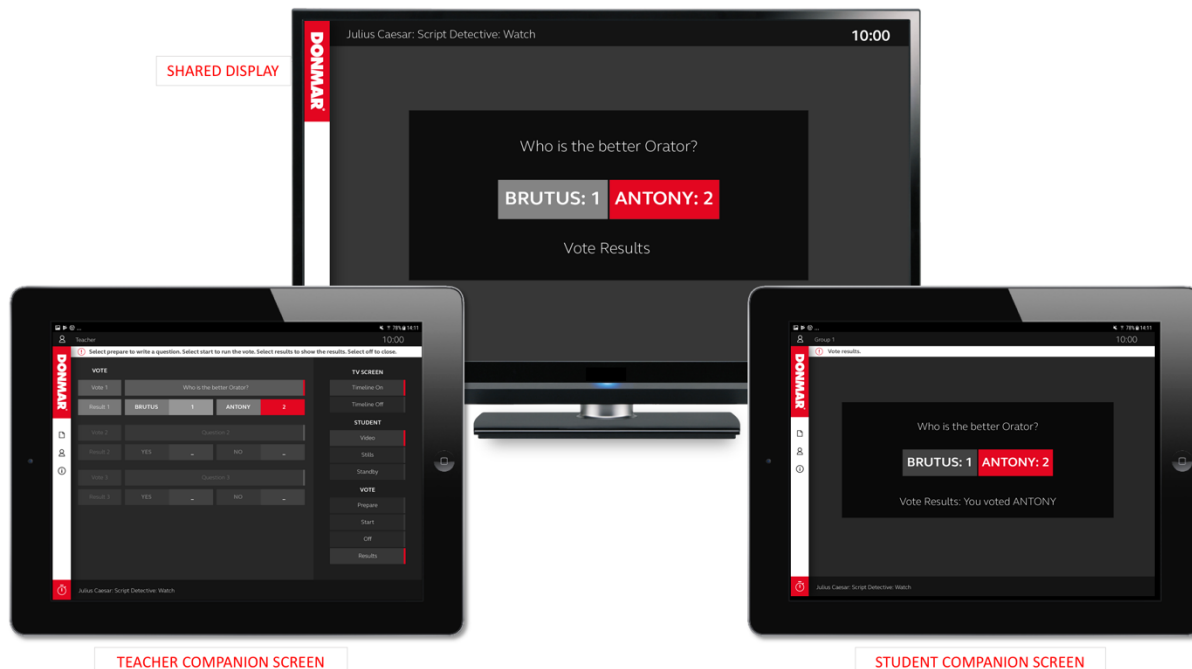 SHARED DISPLAY
DONMAR
Julius Caesar: Script Detective: Watch
10:00
Who is the better Orator?
BRUTUS: 1 ANTONY: 2
Vote Results
14:11
Teacher
10:00
Select prepare to write a question. Select start to run the vote. Select results to show the results. Select off to close.
DONMAR
VOTE
Vote 1 Who is the better Orator?
Result 1 BRUTUS 1 ANTONY 2
Vote 2 Question 2
Result 2 YES _ NO _
Vote 3 Question 3
Result 3 YES _ NO _
TV SCREEN
Timeline On
Timeline Off
STUDENT
Video
Stills
Standby
VOTE
Prepare
Start
Off
Results
Julius Caesar: Script Detective: Watch
TEACHER COMPANION SCREEN
14:11
Group 1
10:00
Vote results.
DONMAR
Who is the better Orator?
BRUTUS: 1 ANTONY: 2
Vote Results: You voted ANTONY
Julius Caesar: Script Detective: Watch
STUDENT COMPANION SCREEN